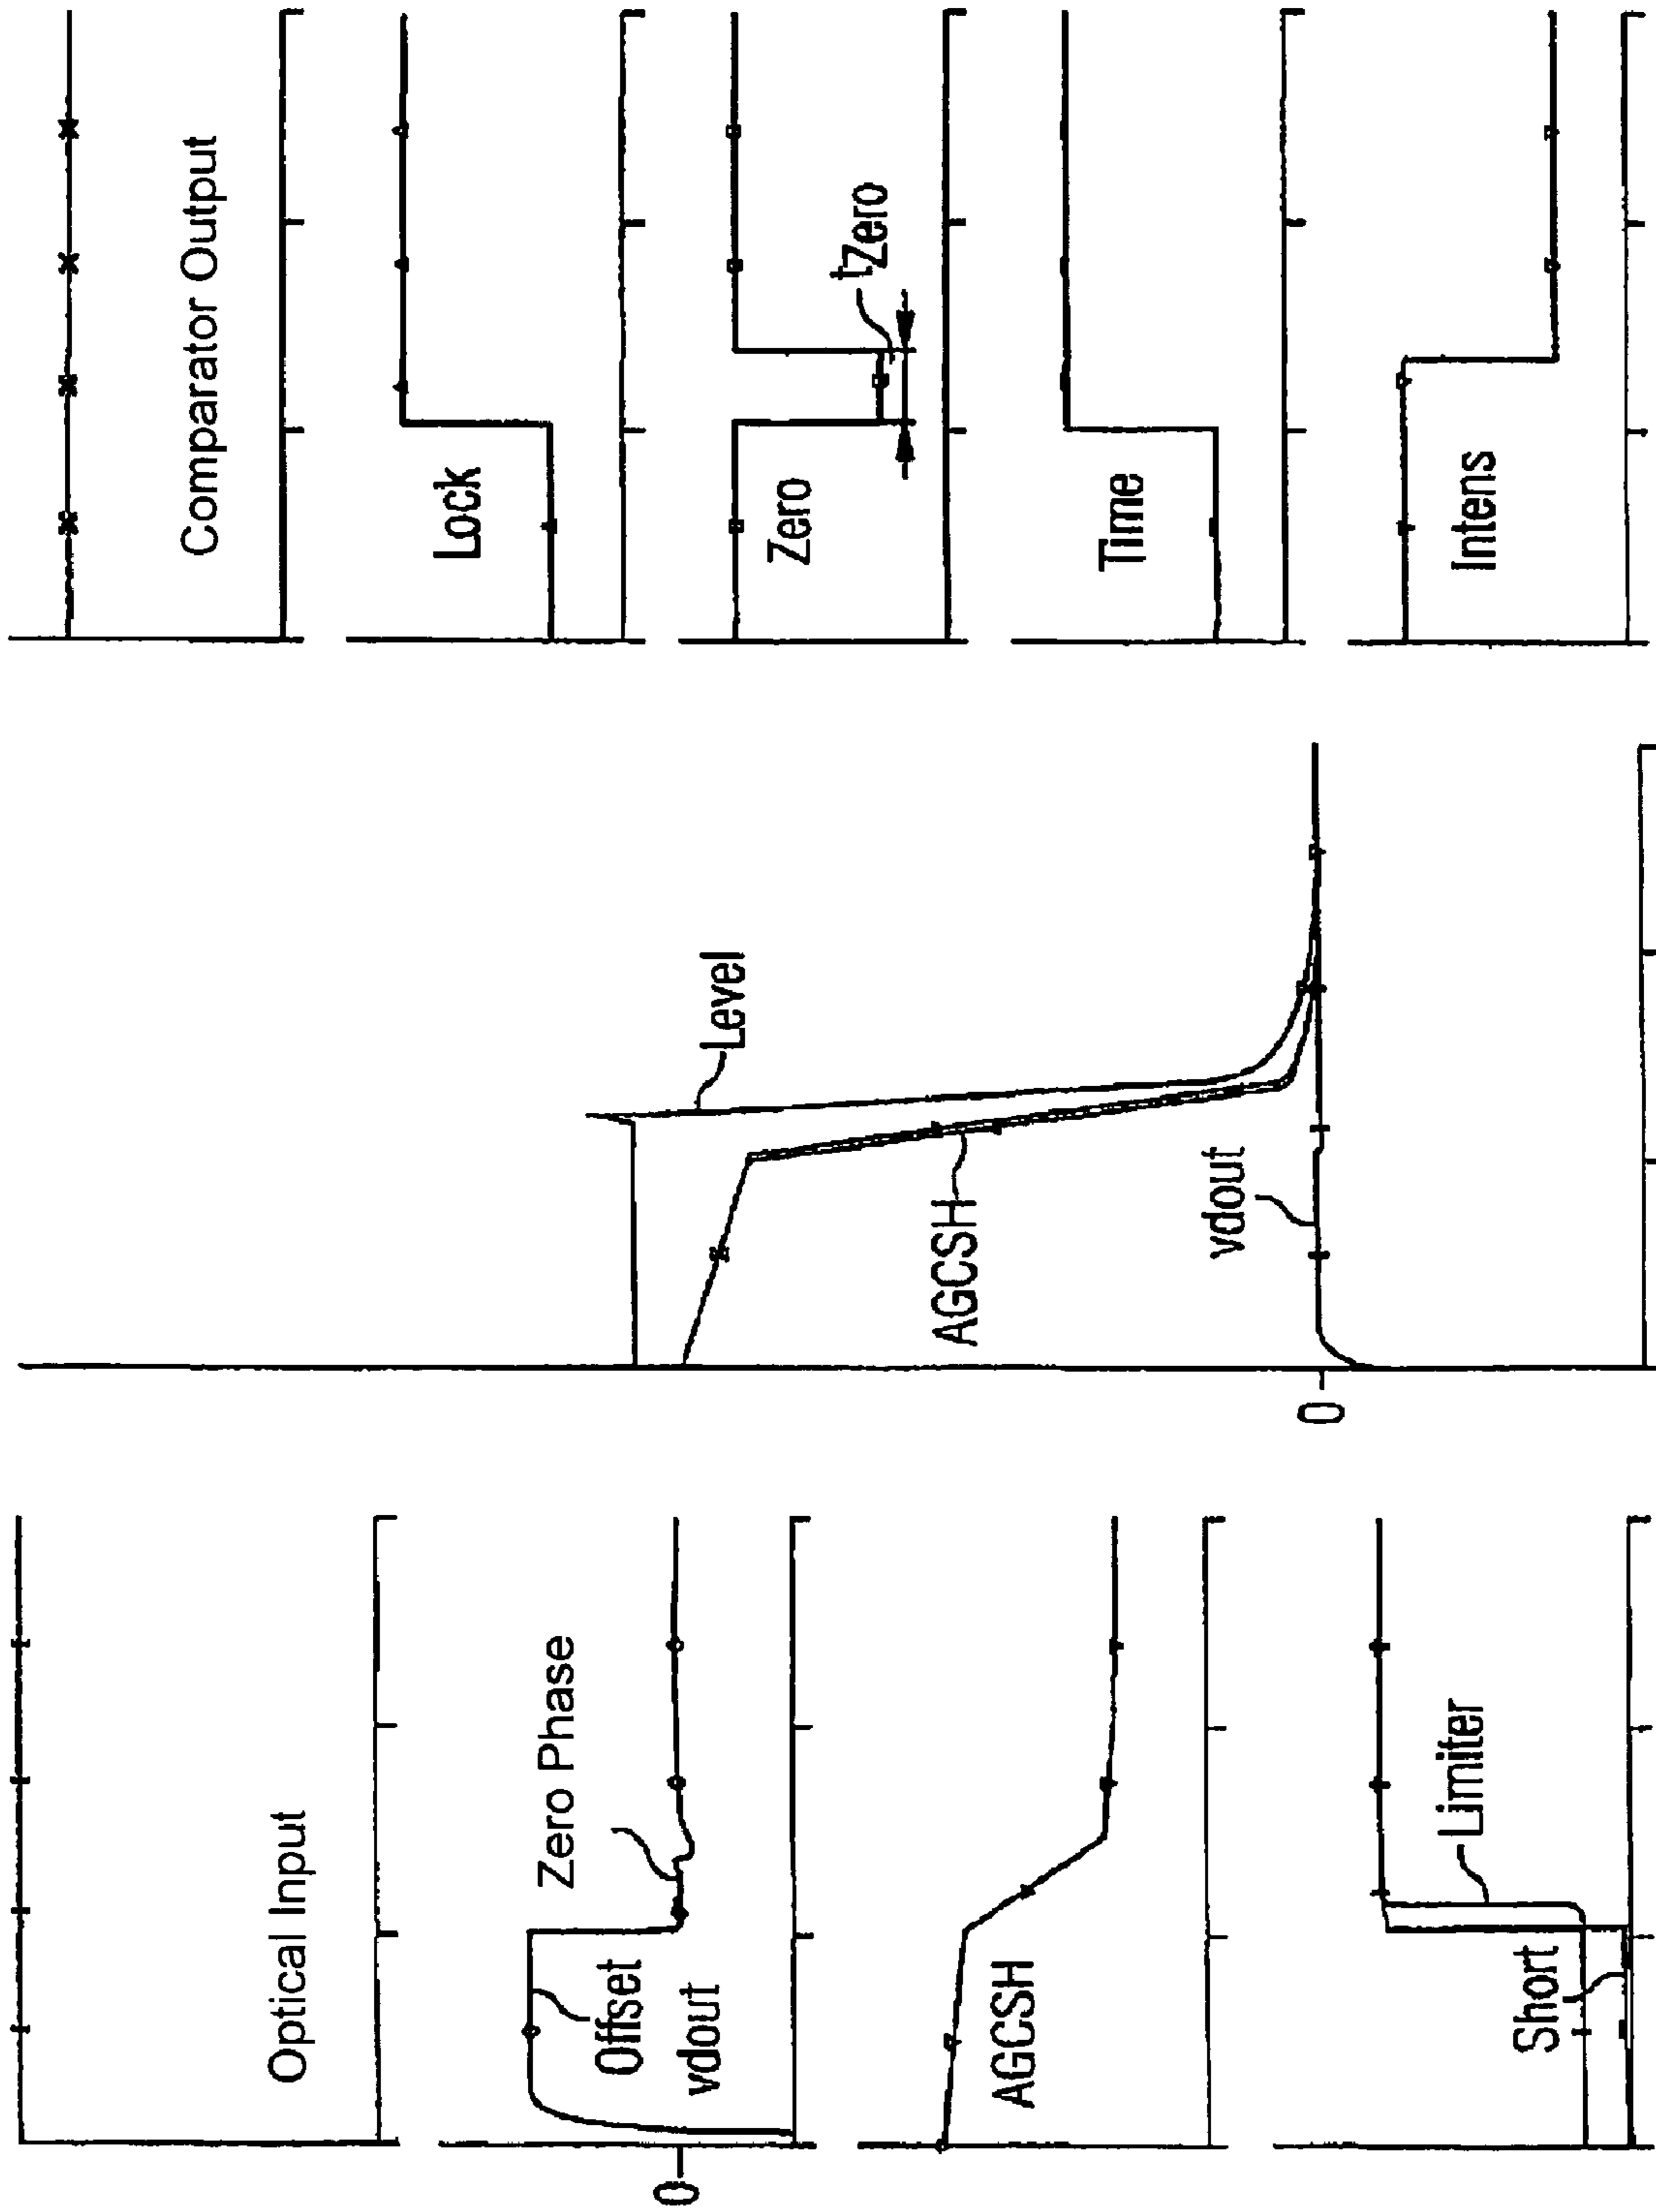 Optical Input
Zero Phase
Offset
vdout
0
AGCSH
Limiter
Short
Level
AGCSH
vdout
0
Comparator Output
Lock
Zero
tZero
Time
Intens